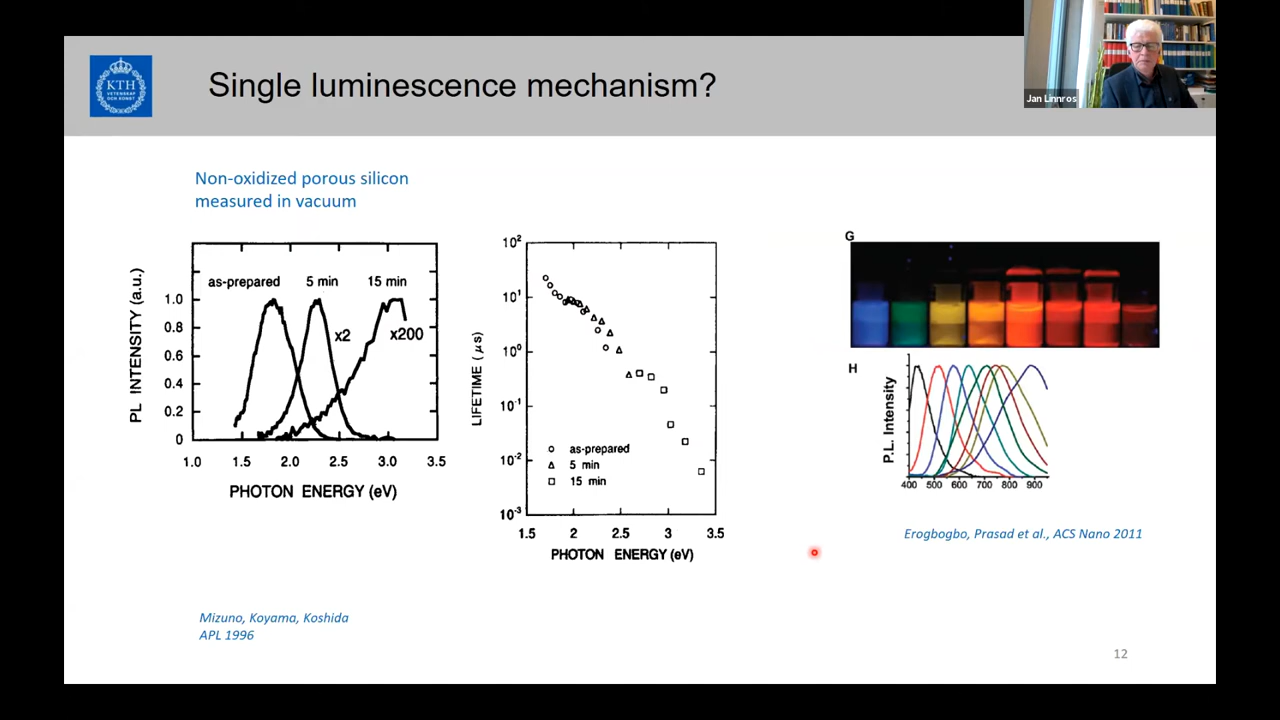 KTH
VETENSKAP
OCH KONST
Single luminescence mechanism?
Jan Linnros
Non-oxidized porous silicon
measured in vacuum
PL INTENSITY (a.u.)
as-prepared
5 min
15 min
1.0
0.8
0.6
0.4
0.2
0
x2
x200
1.0 1.5 2.0 2.5 3.0 3.5
PHOTON ENERGY (eV)
LIFETIME (μs)
10²
10¹
10⁰
10⁻¹
10⁻²
10⁻³
as-prepared
5 min
15 min
1.5 2 2.5 3 3.5
PHOTON ENERGY (eV)
G
H
P.L. Intensity
400 500 600 700 800 900
Erogbogbo, Prasad et al., ACS Nano 2011
Mizuno, Koyama, Koshida
APL 1996
12